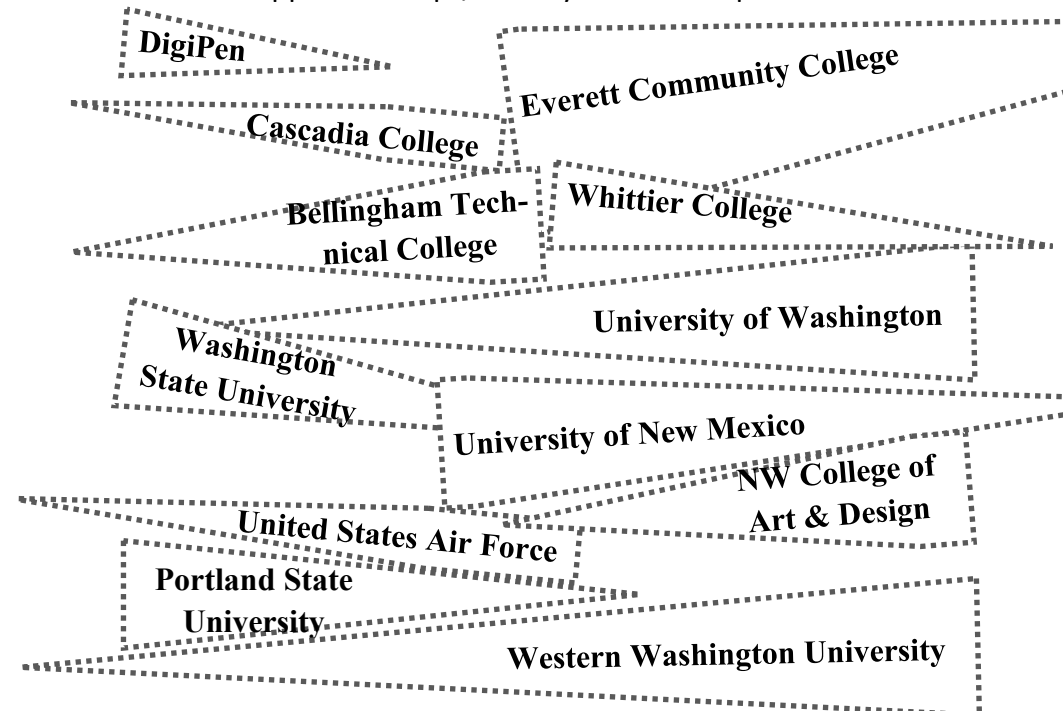 DigiPen
Everett Community College
Cascadia College
Bellingham Tech-
nical College
Whittier College
University of Washington
Washington
State University
University of New Mexico
NW College of
Art & Design
United States Air Force
Portland State
University
Western Washington University